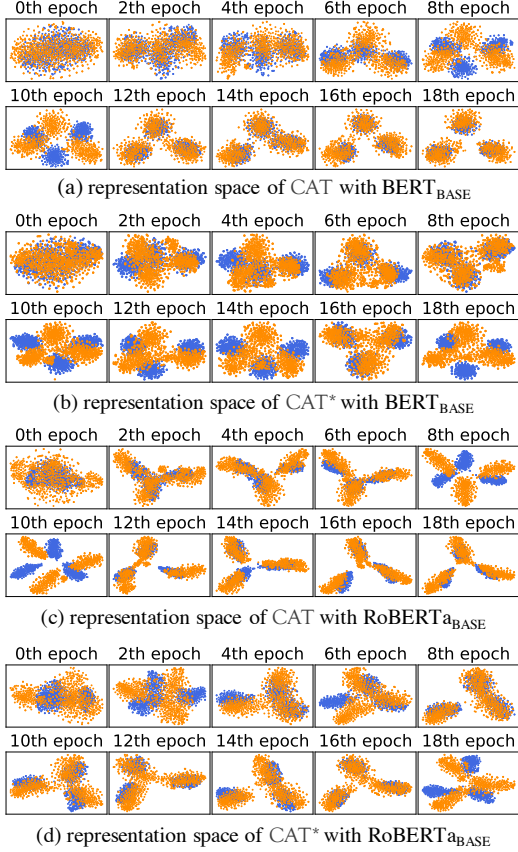 0th epoch 2th epoch 4th epoch 6th epoch 8th epoch
10th epoch 12th epoch 14th epoch 16th epoch 18th epoch
(a) representation space of CAT with BERTBASE
0th epoch 2th epoch 4th epoch 6th epoch 8th epoch
10th epoch 12th epoch 14th epoch 16th epoch 18th epoch
(b) representation space of CAT* with BERTBASE
0th epoch 2th epoch 4th epoch 6th epoch 8th epoch
10th epoch 12th epoch 14th epoch 16th epoch 18th epoch
(c) representation space of CAT with RoBERTaBASE
0th epoch 2th epoch 4th epoch 6th epoch 8th epoch
10th epoch 12th epoch 14th epoch 16th epoch 18th epoch
(d) representation space of CAT* with RoBERTaBASE